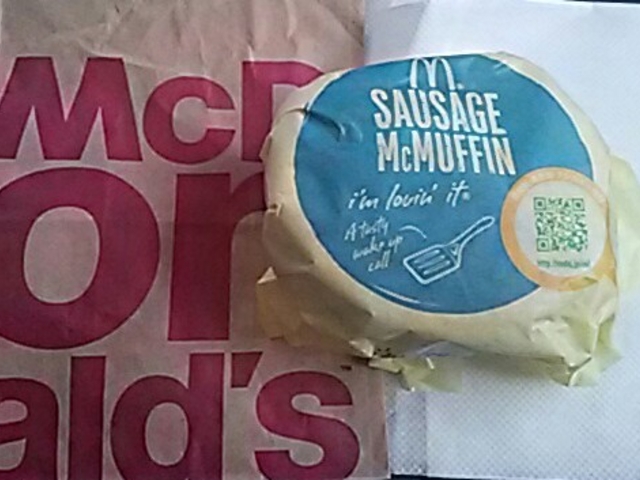 McD
on
ald's
M
SAUSAGE
McMUFFIN
i'm lovin' it®
A tasty
wake up
call